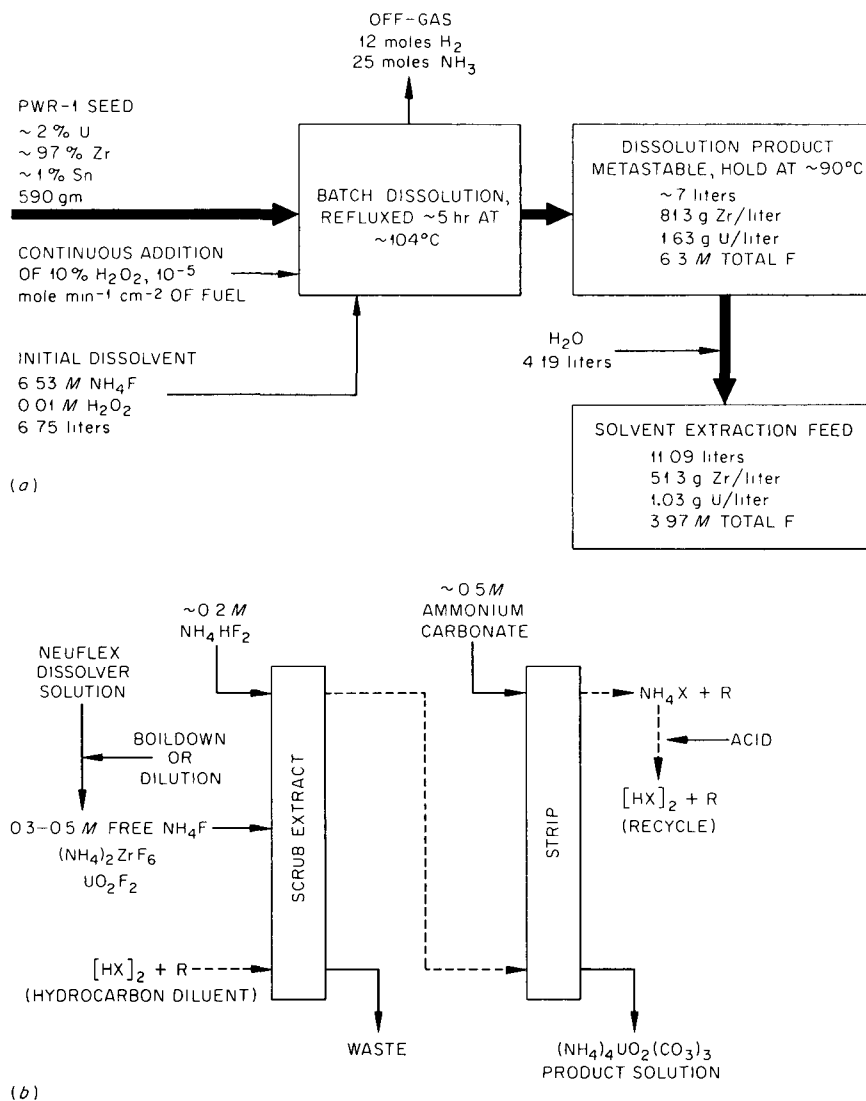 OFF-GAS
12 moles H₂
25 moles NH₃
PWR-1 SEED
~2 % U
~97 % Zr
~1 % Sn
590 gm
CONTINUOUS ADDITION
OF 10% H₂O₂, 10⁻⁵
mole min⁻¹ cm⁻² OF FUEL
INITIAL DISSOLVENT
6 53 M NH₄F
0 01 M H₂O₂
6 75 liters
BATCH DISSOLUTION,
REFLUXED ~5 hr AT
~104°C
DISSOLUTION PRODUCT
METASTABLE, HOLD AT ~90°C
~7 liters
81 3 g Zr/liter
1 63 g U/liter
6 3 M TOTAL F
H₂O
4 19 liters
SOLVENT EXTRACTION FEED
11 09 liters
51 3 g Zr/liter
1.03 g U/liter
3 97 M TOTAL F
(a)
NEUFLEX
DISSOLVER
SOLUTION
~0 2 M
NH₄HF₂
BOILDOWN
OR
DILUTION
0 3–0 5 M FREE NH₄F
(NH₄)₂ZrF₆
UO₂F₂
[HX]₂ + R
(HYDROCARBON DILUENT)
SCRUB EXTRACT
WASTE
~0 5 M
AMMONIUM
CARBONATE
STRIP
NH₄X + R
ACID
[HX]₂ + R
(RECYCLE)
(NH₄)₄UO₂(CO₃)₃
PRODUCT SOLUTION
(b)